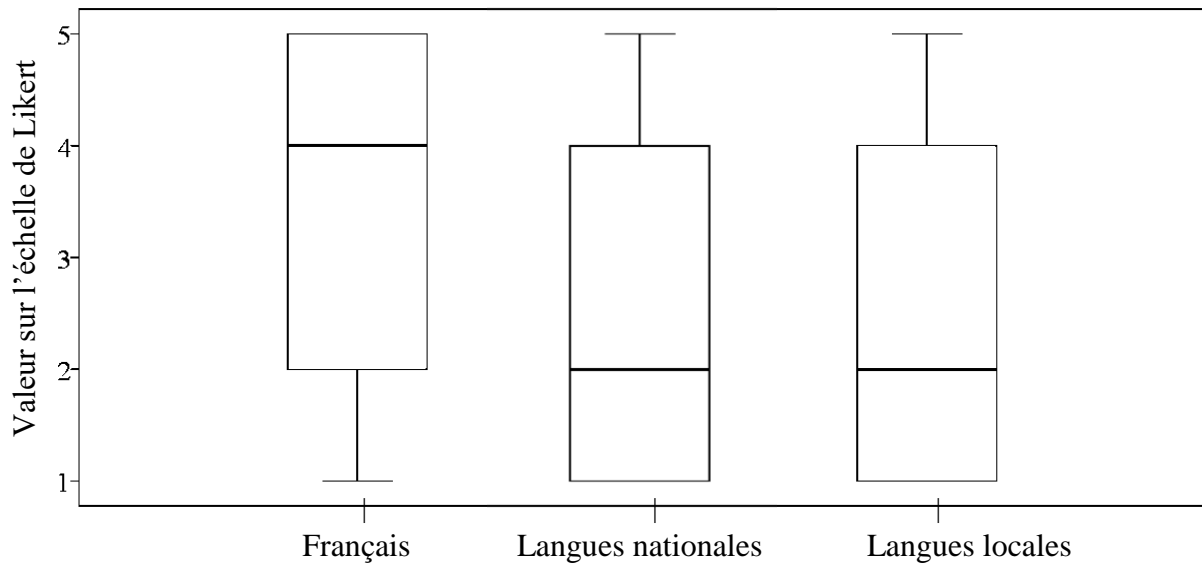 Valeur sur l’échelle de Likert
5
4
3
2
1
Français
Langues nationales
Langues locales